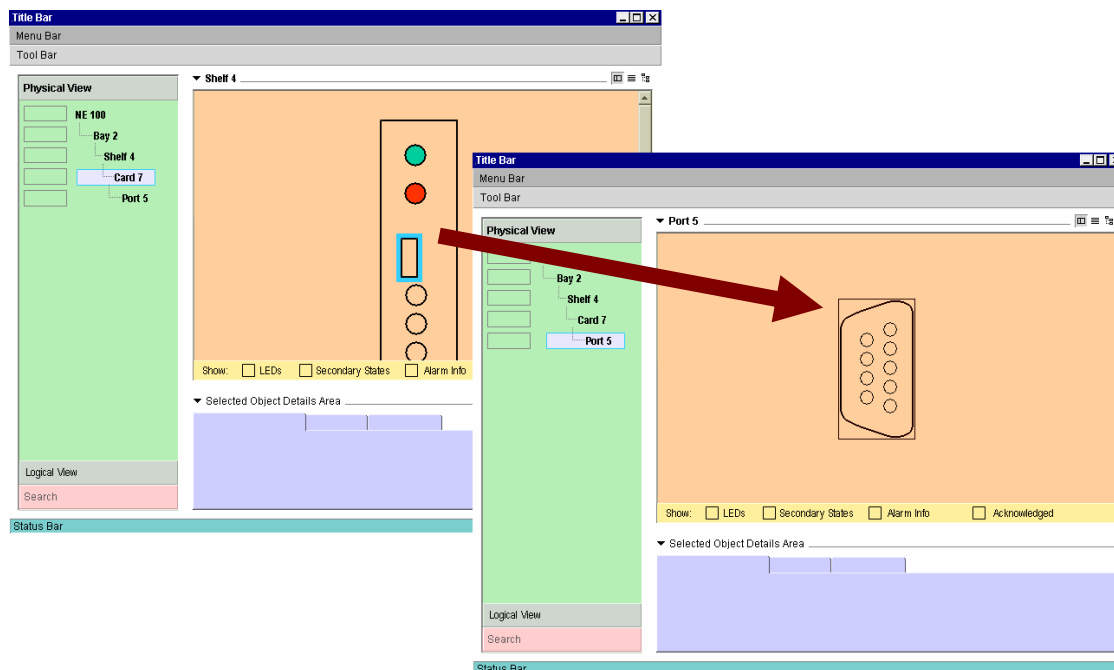 Title Bar
Menu Bar
Tool Bar
Physical View
NE 100
Bay 2
Shelf 4
Card 7
Port 5
Logical View
Search
Status Bar
Shelf 4
Show: LEDs Secondary States Alarm Info
Selected Object Details Area
Title Bar
Menu Bar
Tool Bar
Physical View
Bay 2
Shelf 4
Card 7
Port 5
Logical View
Search
Status Bar
Port 5
Show: LEDs Secondary States Alarm Info Acknowledged
Selected Object Details Area